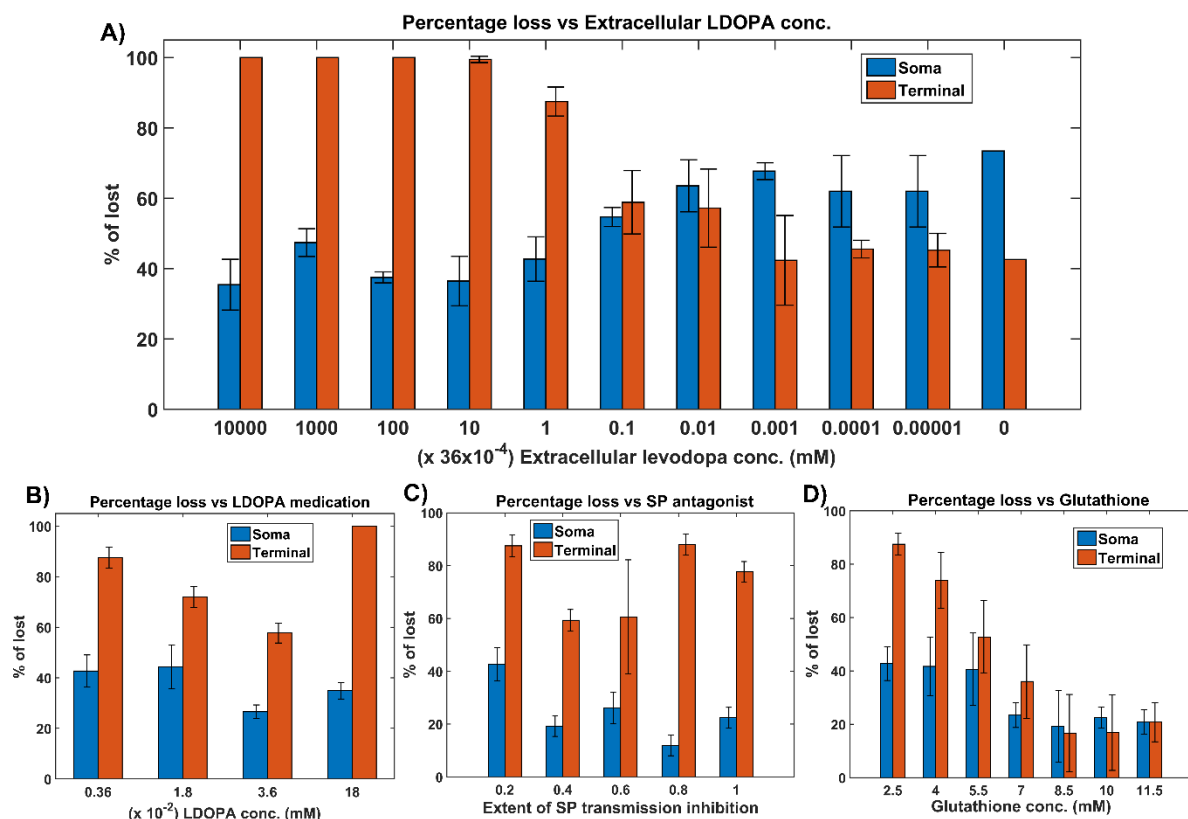 A)
Percentage loss vs Extracellular LDOPA conc.
% of lost
100
80
60
40
20
0
Soma
Terminal
10000 1000 100 10 1 0.1 0.01 0.001 0.0001 0.00001 0
(x 36x10^-4) Extracellular levodopa conc. (mM)
B)
Percentage loss vs LDOPA medication
% of lost
100
80
60
40
20
0
Soma
Terminal
0.36 1.8 3.6 18
(x 10^-2) LDOPA conc. (mM)
C)
Percentage loss vs SP antagonist
% of lost
100
80
60
40
20
0
Soma
Terminal
0.2 0.4 0.6 0.8 1
Extent of SP transmission inhibition
D)
Percentage loss vs Glutathione
% of lost
100
80
60
40
20
0
Soma
Terminal
2.5 4 5.5 7 8.5 10 11.5
Glutathione conc. (mM)